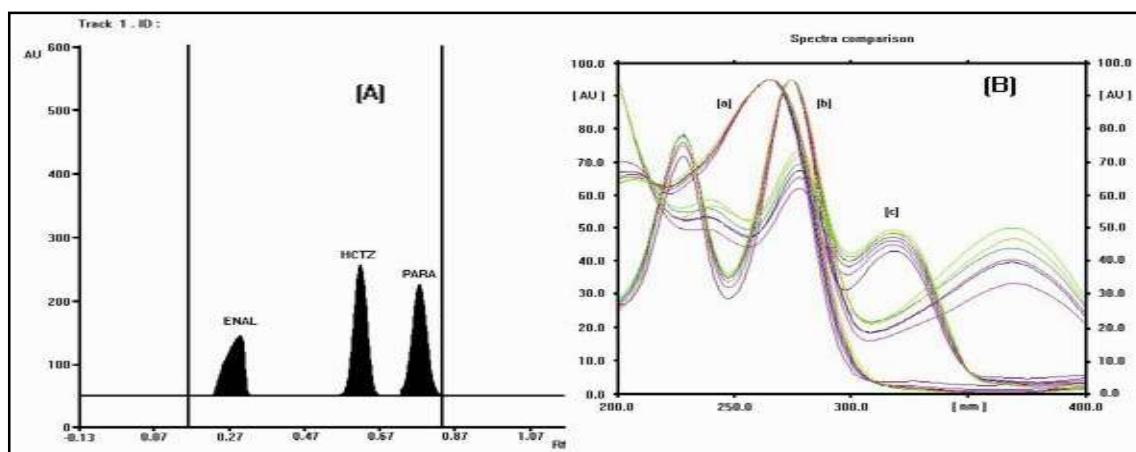 Track 1 . ID :
AU
600
500
400
300
200
100
0
[A]
ENAL
HCTZ
PARA
-0.13
0.07
0.27
0.47
0.67
0.87
1.07
Rf
Spectra comparison
100.0
[ AU ]
80.0
70.0
60.0
50.0
40.0
30.0
20.0
10.0
0.0
[a]
[b]
[c]
[B]
100.0
[ AU ]
80.0
70.0
60.0
50.0
40.0
30.0
20.0
10.0
0.0
200.0
250.0
300.0
[ nm ]
400.0